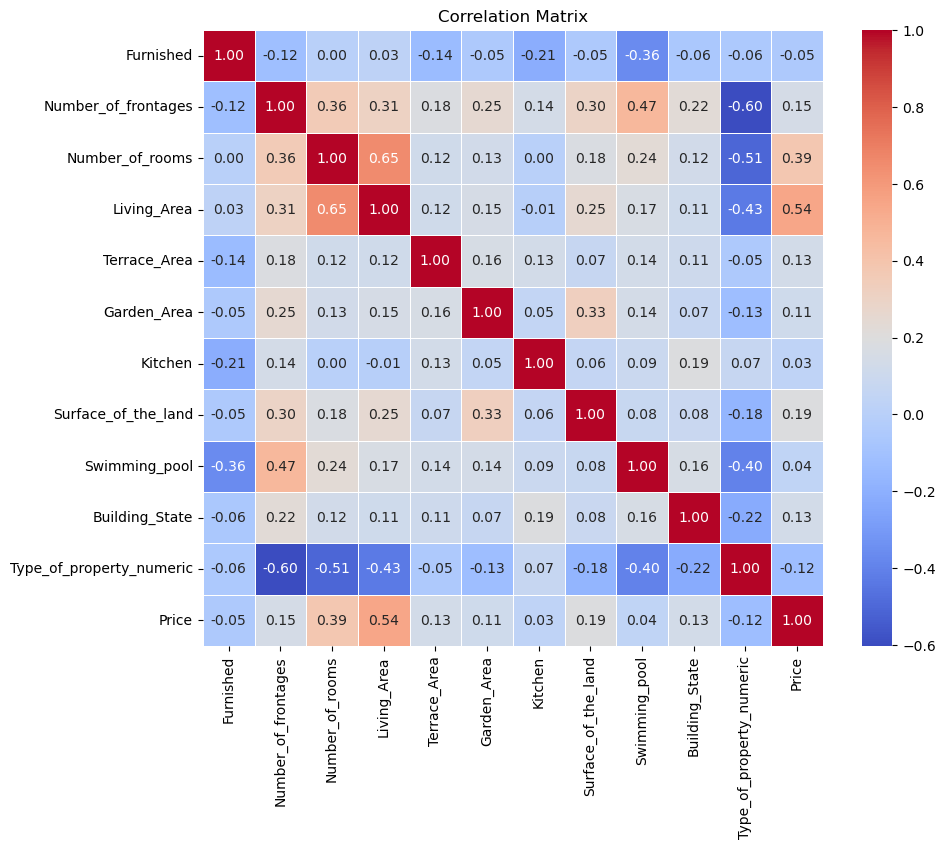 Correlation Matrix
Furnished 1.00 -0.12 0.00 0.03 -0.14 -0.05 -0.21 -0.05 -0.36 -0.06 -0.06 -0.05
Number_of_frontages -0.12 1.00 0.36 0.31 0.18 0.25 0.14 0.30 0.47 0.22 -0.60 0.15
Number_of_rooms 0.00 0.36 1.00 0.65 0.12 0.13 0.00 0.18 0.24 0.12 -0.51 0.39
Living_Area 0.03 0.31 0.65 1.00 0.12 0.15 -0.01 0.25 0.17 0.11 -0.43 0.54
Terrace_Area -0.14 0.18 0.12 0.12 1.00 0.16 0.13 0.07 0.14 0.11 -0.05 0.13
Garden_Area -0.05 0.25 0.13 0.15 0.16 1.00 0.05 0.33 0.14 0.07 -0.13 0.11
Kitchen -0.21 0.14 0.00 -0.01 0.13 0.05 1.00 0.06 0.09 0.19 0.07 0.03
Surface_of_the_land -0.05 0.30 0.18 0.25 0.07 0.33 0.06 1.00 0.08 0.08 -0.18 0.19
Swimming_pool -0.36 0.47 0.24 0.17 0.14 0.14 0.09 0.08 1.00 0.16 -0.40 0.04
Building_State -0.06 0.22 0.12 0.11 0.11 0.07 0.19 0.08 0.16 1.00 -0.22 0.13
Type_of_property_numeric -0.06 -0.60 -0.51 -0.43 -0.05 -0.13 0.07 -0.18 -0.40 -0.22 1.00 -0.12
Price -0.05 0.15 0.39 0.54 0.13 0.11 0.03 0.19 0.04 0.13 -0.12 1.00
Furnished
Number_of_frontages
Number_of_rooms
Living_Area
Terrace_Area
Garden_Area
Kitchen
Surface_of_the_land
Swimming_pool
Building_State
Type_of_property_numeric
Price
1.0
0.8
0.6
0.4
0.2
0.0
−0.2
−0.4
−0.6